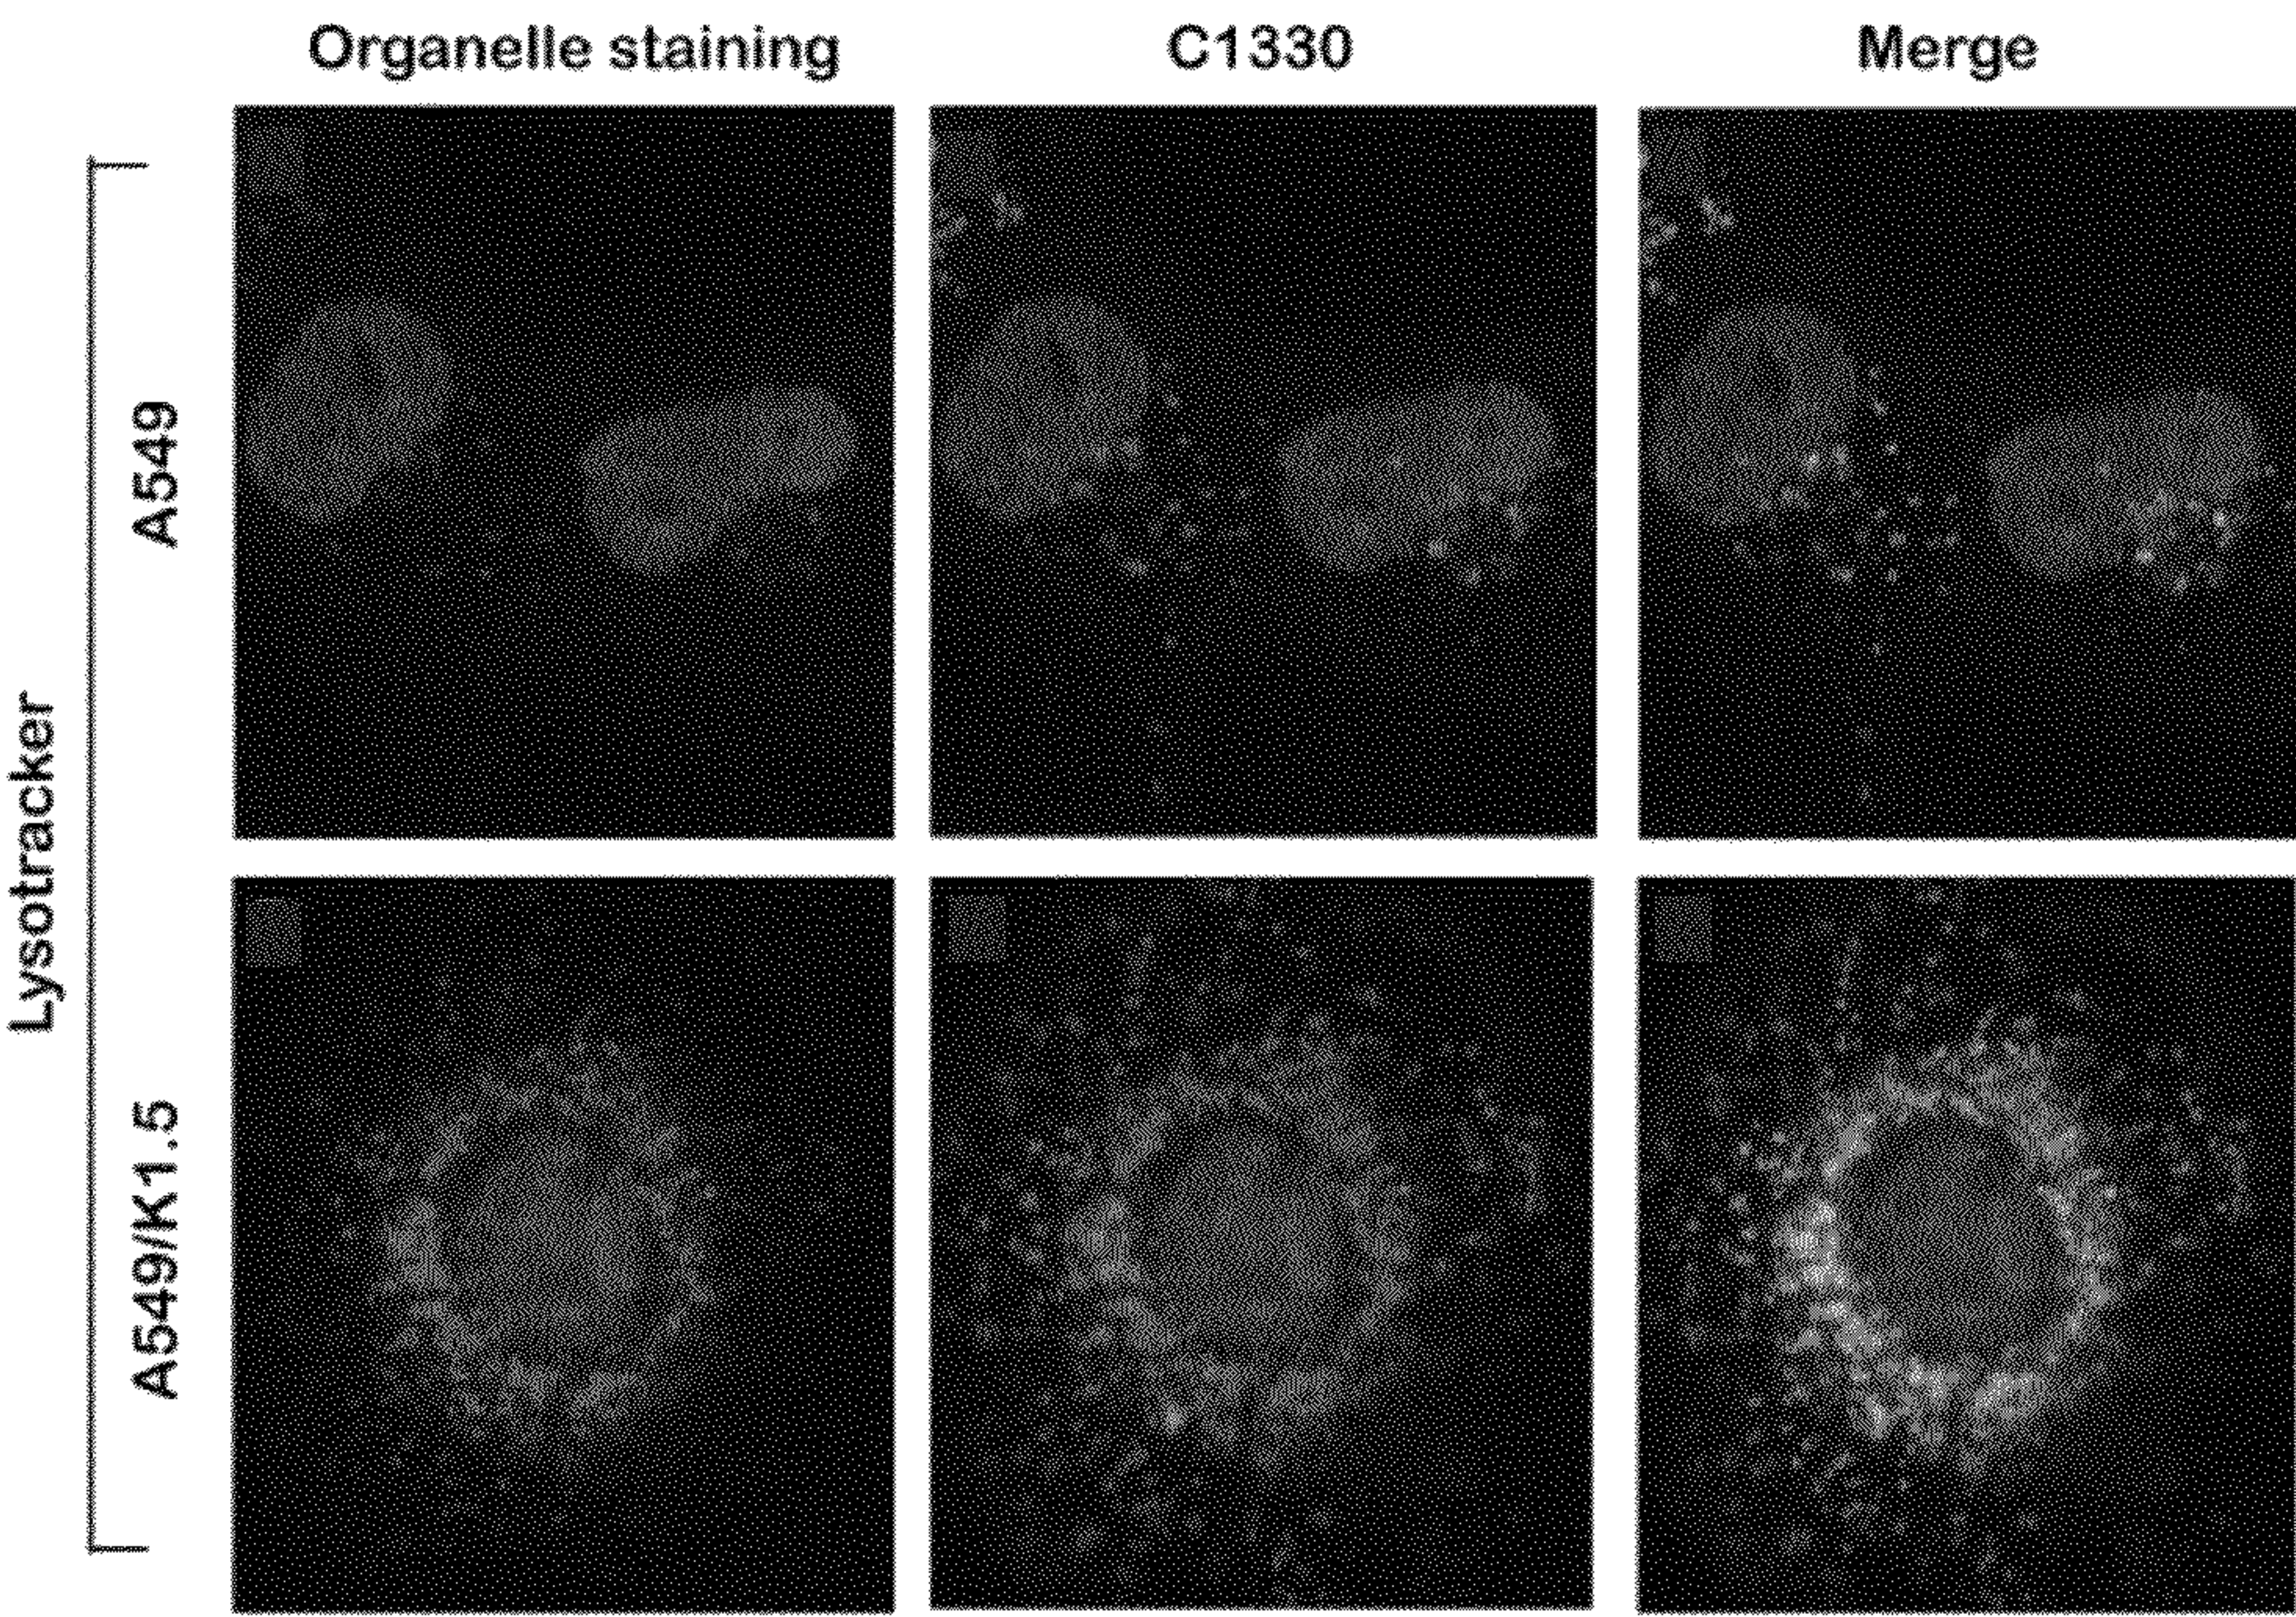 Organelle staining
C1330
Merge
Lysotracker
A549
A549/K1.5